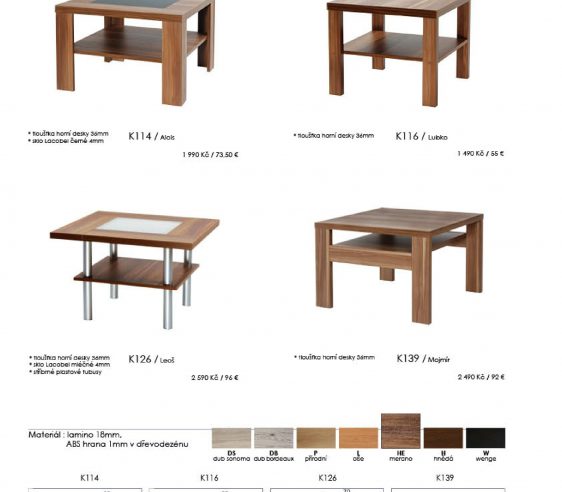 * tloušťka horní desky 36mm
* sklo Lacobel černé 4mm
K114 / Alois
1 990 Kč / 73,50 €
* tloušťka horní desky 36mm
K116 / Lubko
1 490 Kč / 55 €
* tloušťka horní desky 36mm
* sklo Lacobel mléčné 4mm
* stříbrné plastové tubusy
K126 / Leoš
2 590 Kč / 96 €
* tloušťka horní desky 36mm
K139 / Mojmír
2 490 Kč / 92 €
Materiál : lamino 18mm,
ABS hrana 1mm v dřevodezénu
DS DB P L HE H W
dub sonoma dub bordeaux přírodní olše merano hnědá wenge
K114 K116 K126 K139